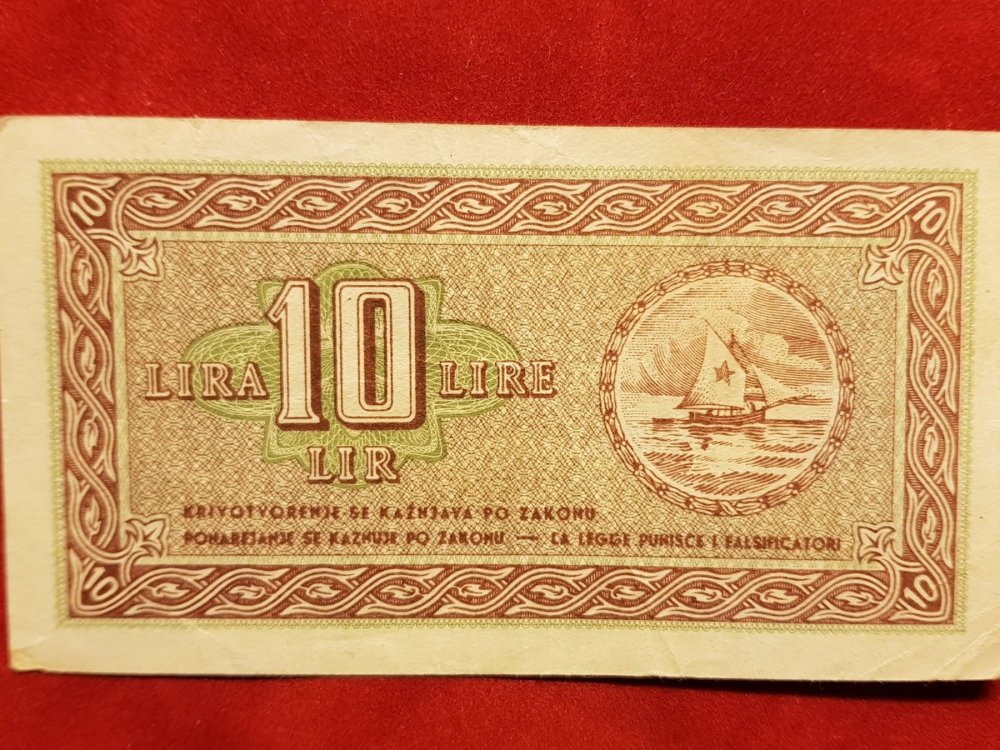 10 10
10
LIRA LIRE
LIR
KRIVOTVORENJE SE KAŽNJAVA PO ZAKONU
PONAREJANJE SE KAZNUJE PO ZAKONU — LA LEGGE PUNISCE I FALSIFICATORI
10 10